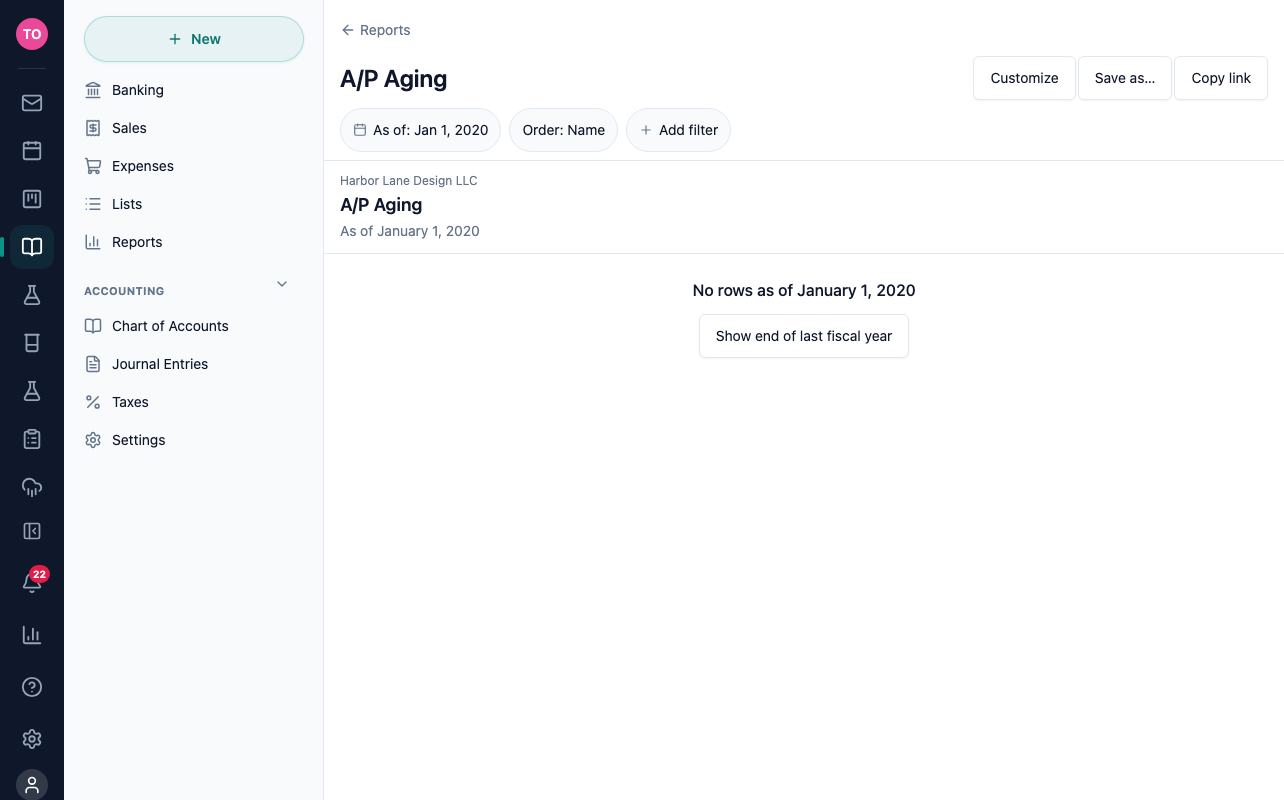 TO
22
New
Banking
Sales
Expenses
Lists
Reports
ACCOUNTING
Chart of Accounts
Journal Entries
Taxes
Settings
Reports
A/P Aging
Customize
Save as...
Copy link
As of: Jan 1, 2020
Order: Name
Add filter
Harbor Lane Design LLC
A/P Aging
As of January 1, 2020
No rows as of January 1, 2020
Show end of last fiscal year